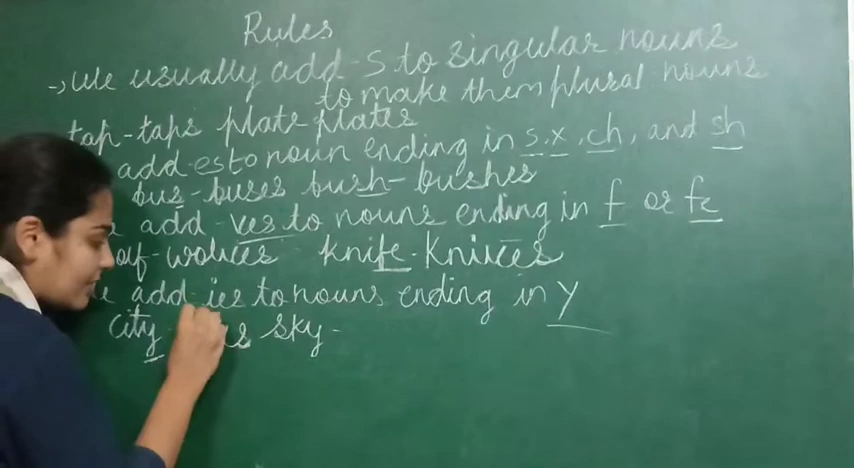 Rules
→ We usually add -s to singular nouns
to make them plural nouns
tap-taps plate-plates
add -es to noun ending in s, x, ch, and sh
bus-buses bush-bushes
add -ves to nouns ending in f or fe
-wolves knife-knives
add -ies to nouns ending in y
city sky-